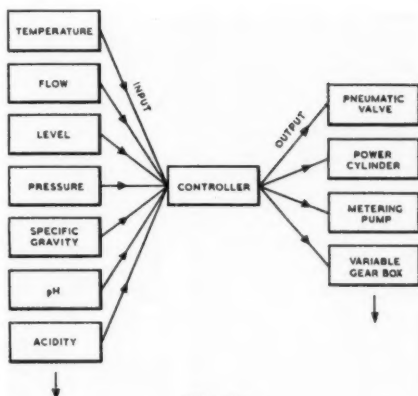 TEMPERATURE
FLOW
LEVEL
PRESSURE
SPECIFIC
GRAVITY
pH
ACIDITY
INPUT
CONTROLLER
OUTPUT
PNEUMATIC
VALVE
POWER
CYLINDER
METERING
PUMP
VARIABLE
GEAR BOX